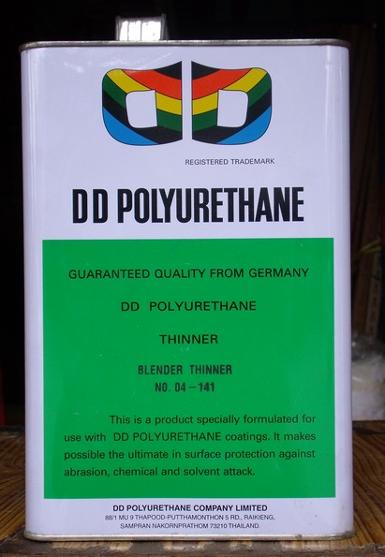 REGISTERED TRADEMARK
DD POLYURETHANE
GUARANTEED QUALITY FROM GERMANY
DD POLYURETHANE
THINNER
BLENDER THINNER
NO. 04-141
This is a product specially formulated for
use with DD POLYURETHANE coatings. It makes
possible the ultimate in surface protection against
abrasion, chemical and solvent attack.
DD POLYURETHANE COMPANY LIMITED
88/1 MU 9 THAPOOD-PUTTHAMONTHON 5 RD., RAIKIENG,
SAMPRAN NAKORNPRATHOM 73210 THAILAND.